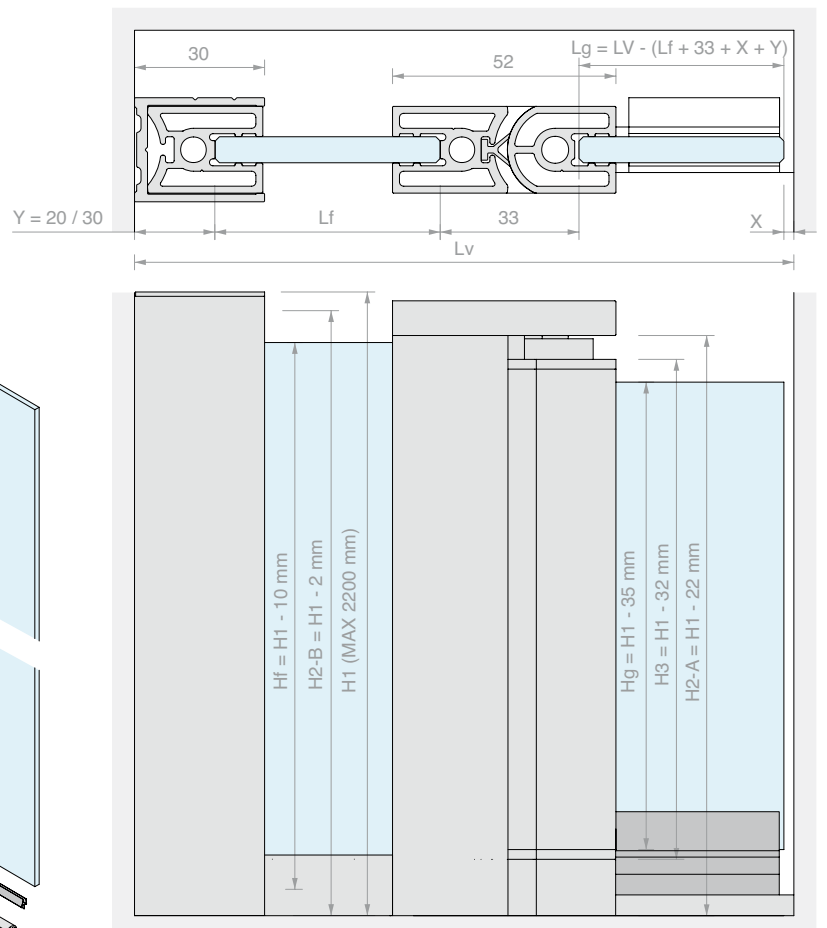 Lg = LV - (Lf + 33 + X + Y)
30
52
Y = 20 / 30
Lf
33
X
Lv
Hf = H1 - 10 mm
H2-B = H1 - 2 mm
H1 (MAX 2200 mm)
Hg = H1 - 35 mm
H3 = H1 - 32 mm
H2-A = H1 - 22 mm